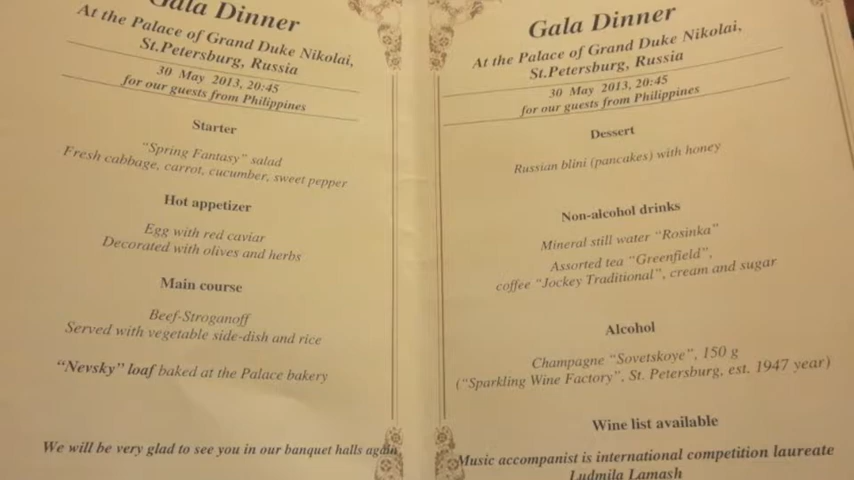 Gala Dinner
At the Palace of Grand Duke Nikolai,
St.Petersburg, Russia
30 May 2013, 20:45
for our guests from Philippines
Starter
“Spring Fantasy” salad
Fresh cabbage, carrot, cucumber, sweet pepper
Hot appetizer
Egg with red caviar
Decorated with olives and herbs
Main course
Beef-Stroganoff
Served with vegetable side-dish and rice
“Nevsky” loaf baked at the Palace bakery
We will be very glad to see you in our banquet halls again
Gala Dinner
At the Palace of Grand Duke Nikolai,
St.Petersburg, Russia
30 May 2013, 20:45
for our guests from Philippines
Dessert
Russian blini (pancakes) with honey
Non-alcohol drinks
Mineral still water “Rosinka”
Assorted tea “Greenfield”,
coffee “Jockey Traditional”, cream and sugar
Alcohol
Champagne “Sovetskoye”, 150 g
(“Sparkling Wine Factory”, St. Petersburg, est. 1947 year)
Wine list available
Music accompanist is international competition laureate
Ludmila Lamash